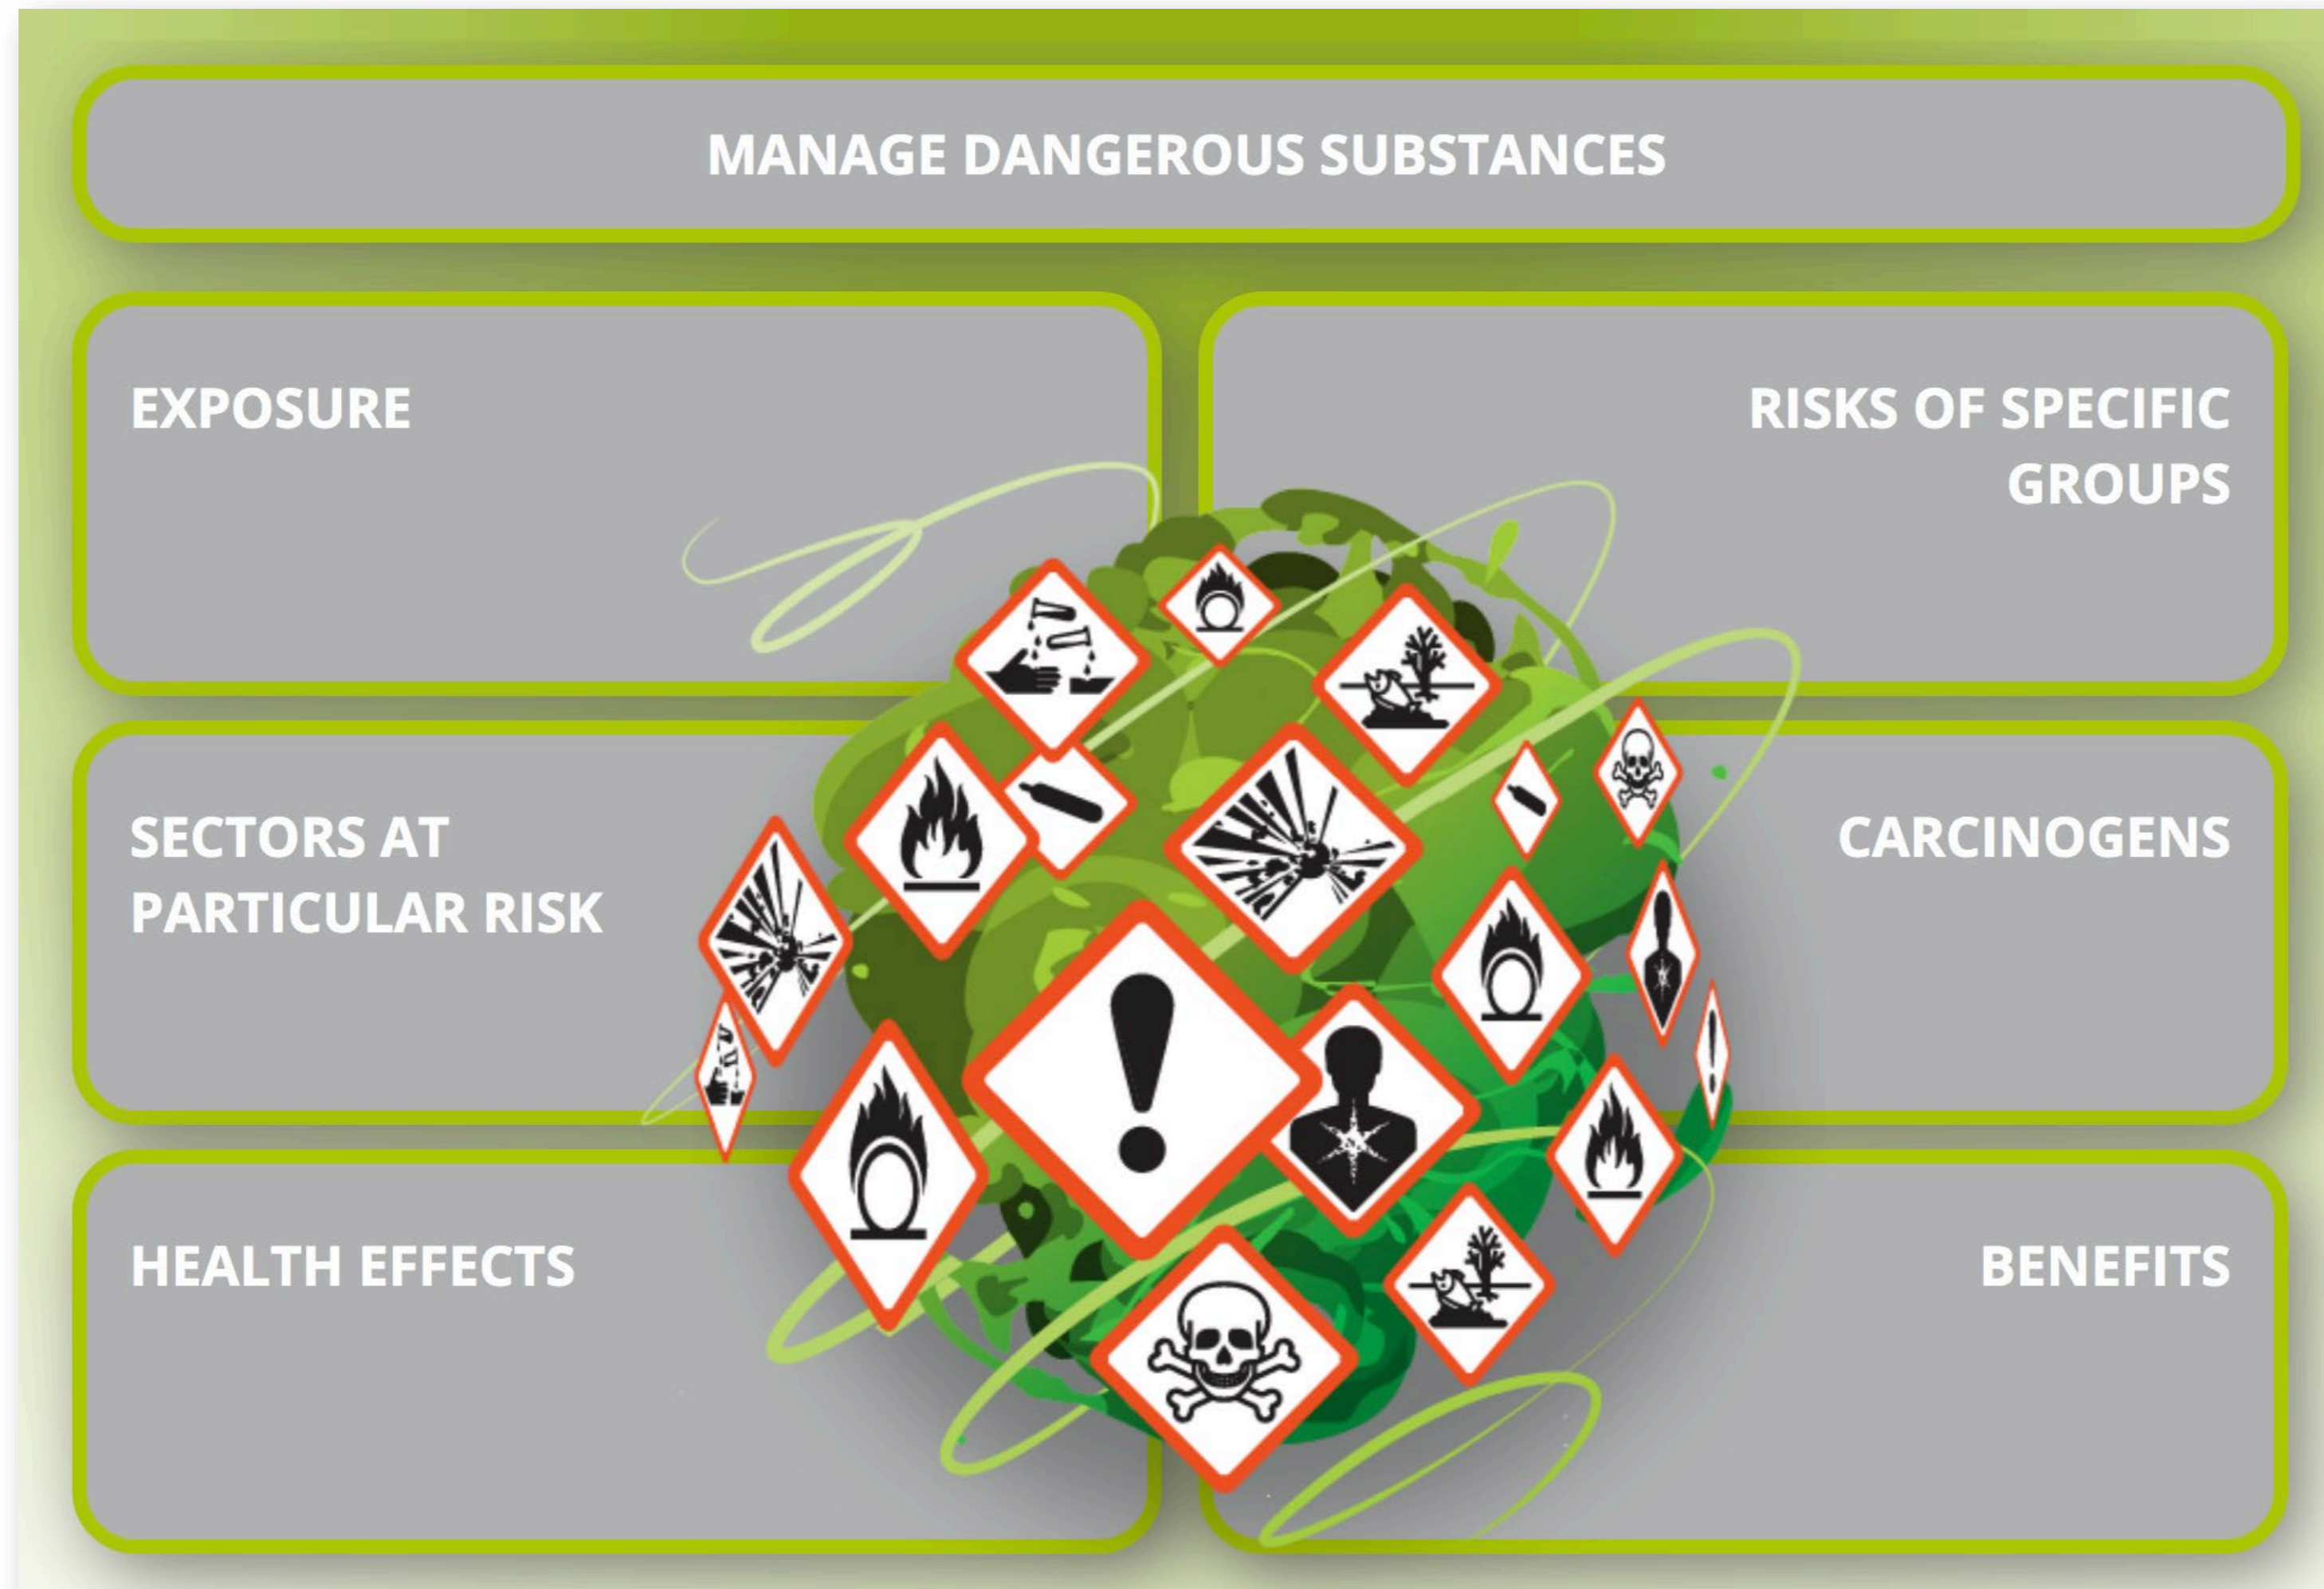 MANAGE DANGEROUS SUBSTANCES
EXPOSURE
RISKS OF SPECIFIC
GROUPS
SECTORS AT
PARTICULAR RISK
CARCINOGENS
HEALTH EFFECTS
BENEFITS